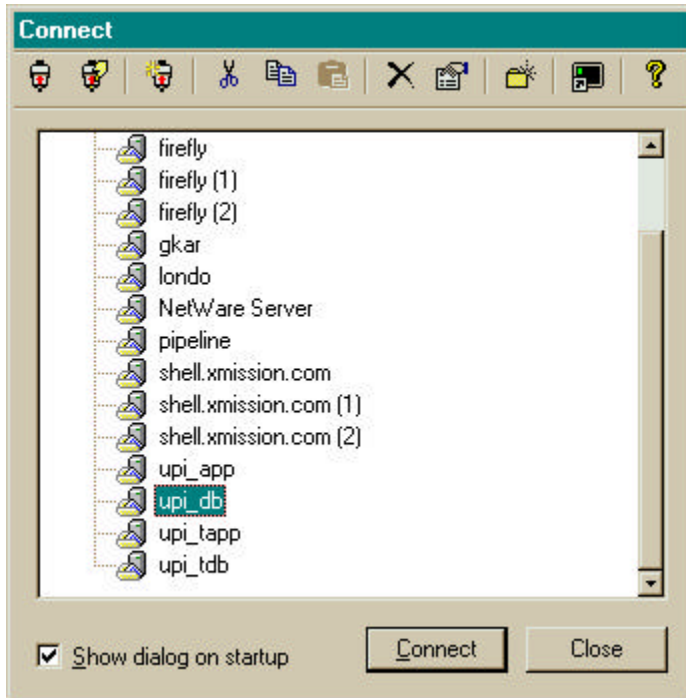 Connect
firefly
firefly (1)
firefly (2)
gkar
londo
NetWare Server
pipeline
shell.xmission.com
shell.xmission.com (1)
shell.xmission.com (2)
upi_app
upi_db
upi_tapp
upi_tdb
Show dialog on startup
Connect
Close